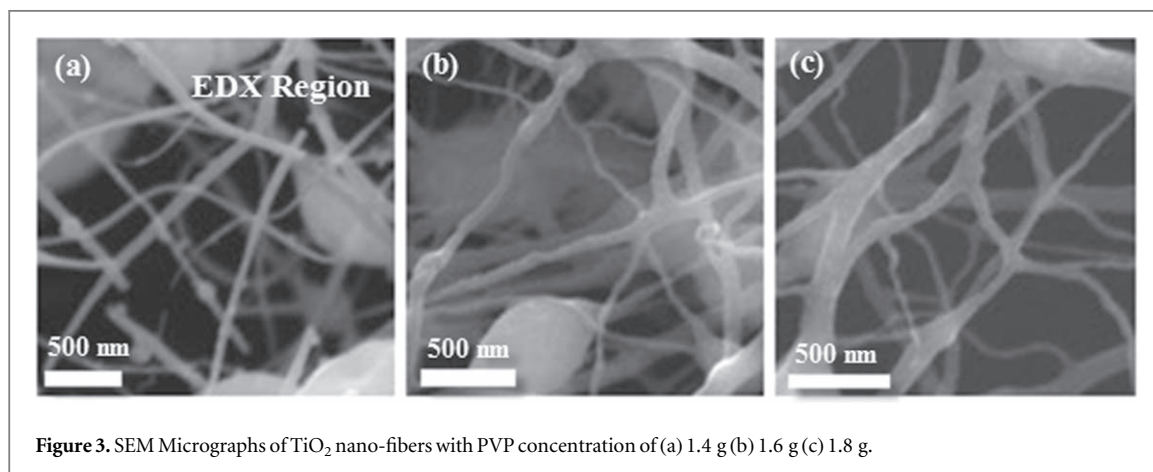 (a)
EDX Region
500 nm
(b)
500 nm
(c)
500 nm
Figure 3. SEM Micrographs of TiO₂ nano-fibers with PVP concentration of (a) 1.4 g (b) 1.6 g (c) 1.8 g.